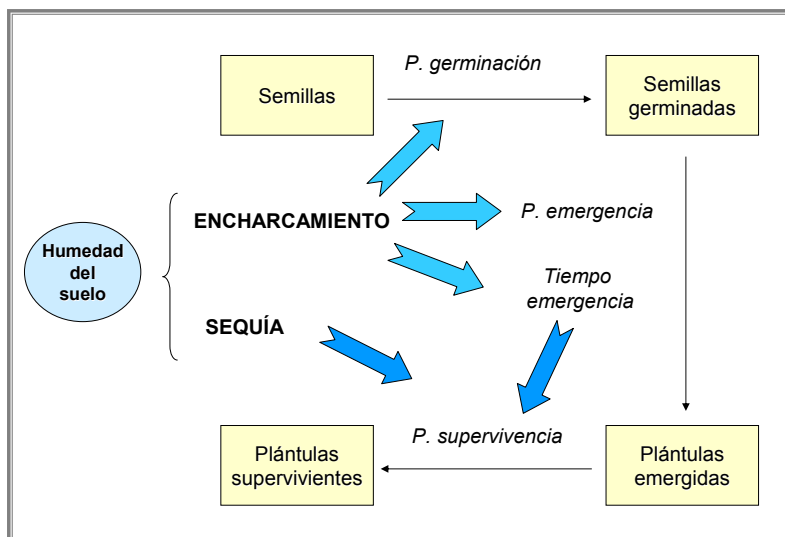 P. germinación
Semillas
Semillas
germinadas
ENCHARCAMIENTO
P. emergencia
Humedad
del
suelo
Tiempo
emergencia
SEQUÍA
P. supervivencia
Plántulas
supervivientes
Plántulas
emergidas